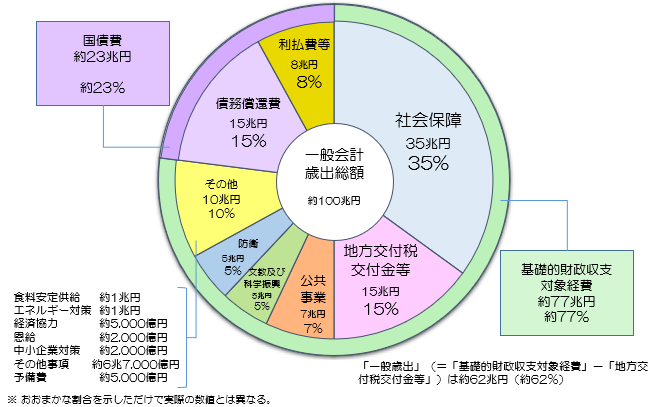 国債費
約23兆円
約23%
利払費等
8兆円
8%
債務償還費
15兆円
15%
社会保障
35兆円
35%
一般会計
歳出総額
約100兆円
その他
10兆円
10%
防衛
5兆円
5%
文教及び
科学振興
5兆円
5%
公共
事業
7兆円
7%
地方交付税
交付金等
15兆円
15%
基礎的財政収支
対象経費
約77兆円
約77%
食料安定供給 約1兆円
エネルギー対策 約1兆円
経済協力 約5,000億円
恩給 約2,000億円
中小企業対策 約2,000億円
その他事項 約6兆7,000億円
予備費 約5,000億円
「一般歳出」(=「基礎的財政収支対象経費」-「地方交
付税交付金等」)は約62兆円(約62%)
※ おおまかな割合を示しただけで実際の数値とは異なる。